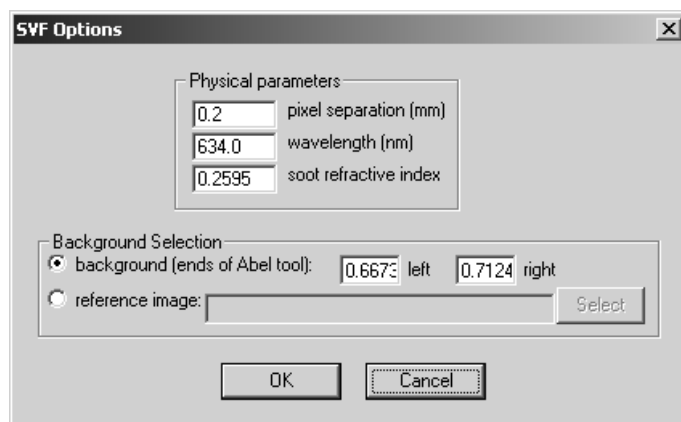 SVF Options
Physical parameters
0.2 pixel separation (mm)
634.0 wavelength (nm)
0.2595 soot refractive index
Background Selection
background (ends of Abel tool): 0.6673 left 0.7124 right
reference image: Select
OK Cancel